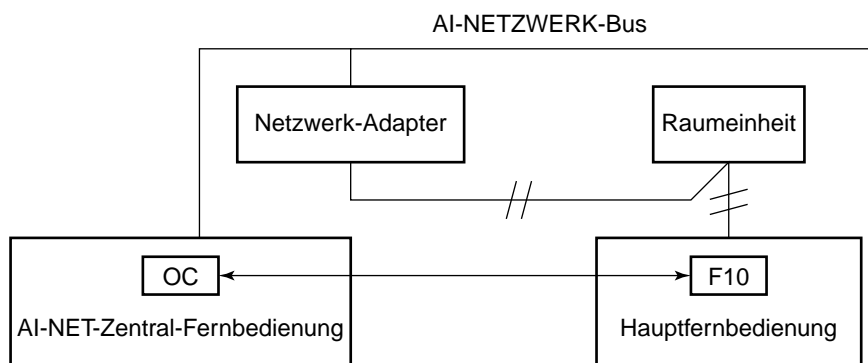 AI-NETZWERK-Bus
Netzwerk-Adapter
Raumeinheit
OC
F10
AI-NET-Zentral-Fernbedienung
Hauptfernbedienung